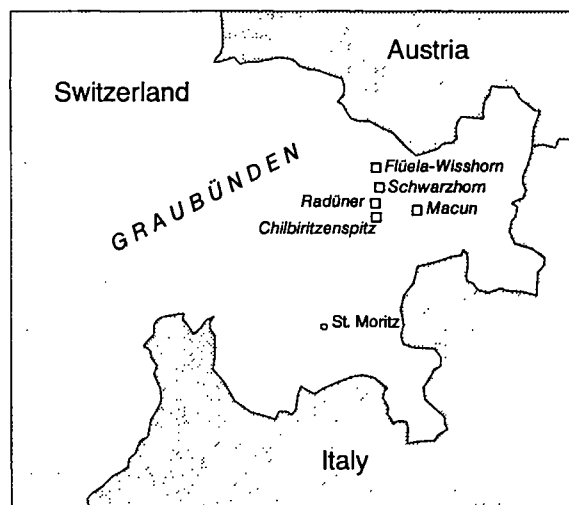 Austria
Switzerland
GRAUBÜNDEN
Flüela-Wisshorn
Schwarzhorn
Radüner
Macun
Chilbiritzenspitz
St. Moritz
Italy